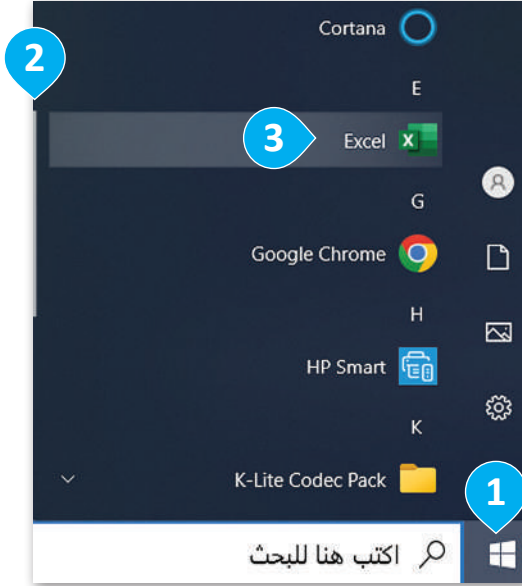 Cortana
2
E
3 Excel
G
Google Chrome
H
HP Smart
K
K-Lite Codec Pack
1
اكتب هنا للبحث